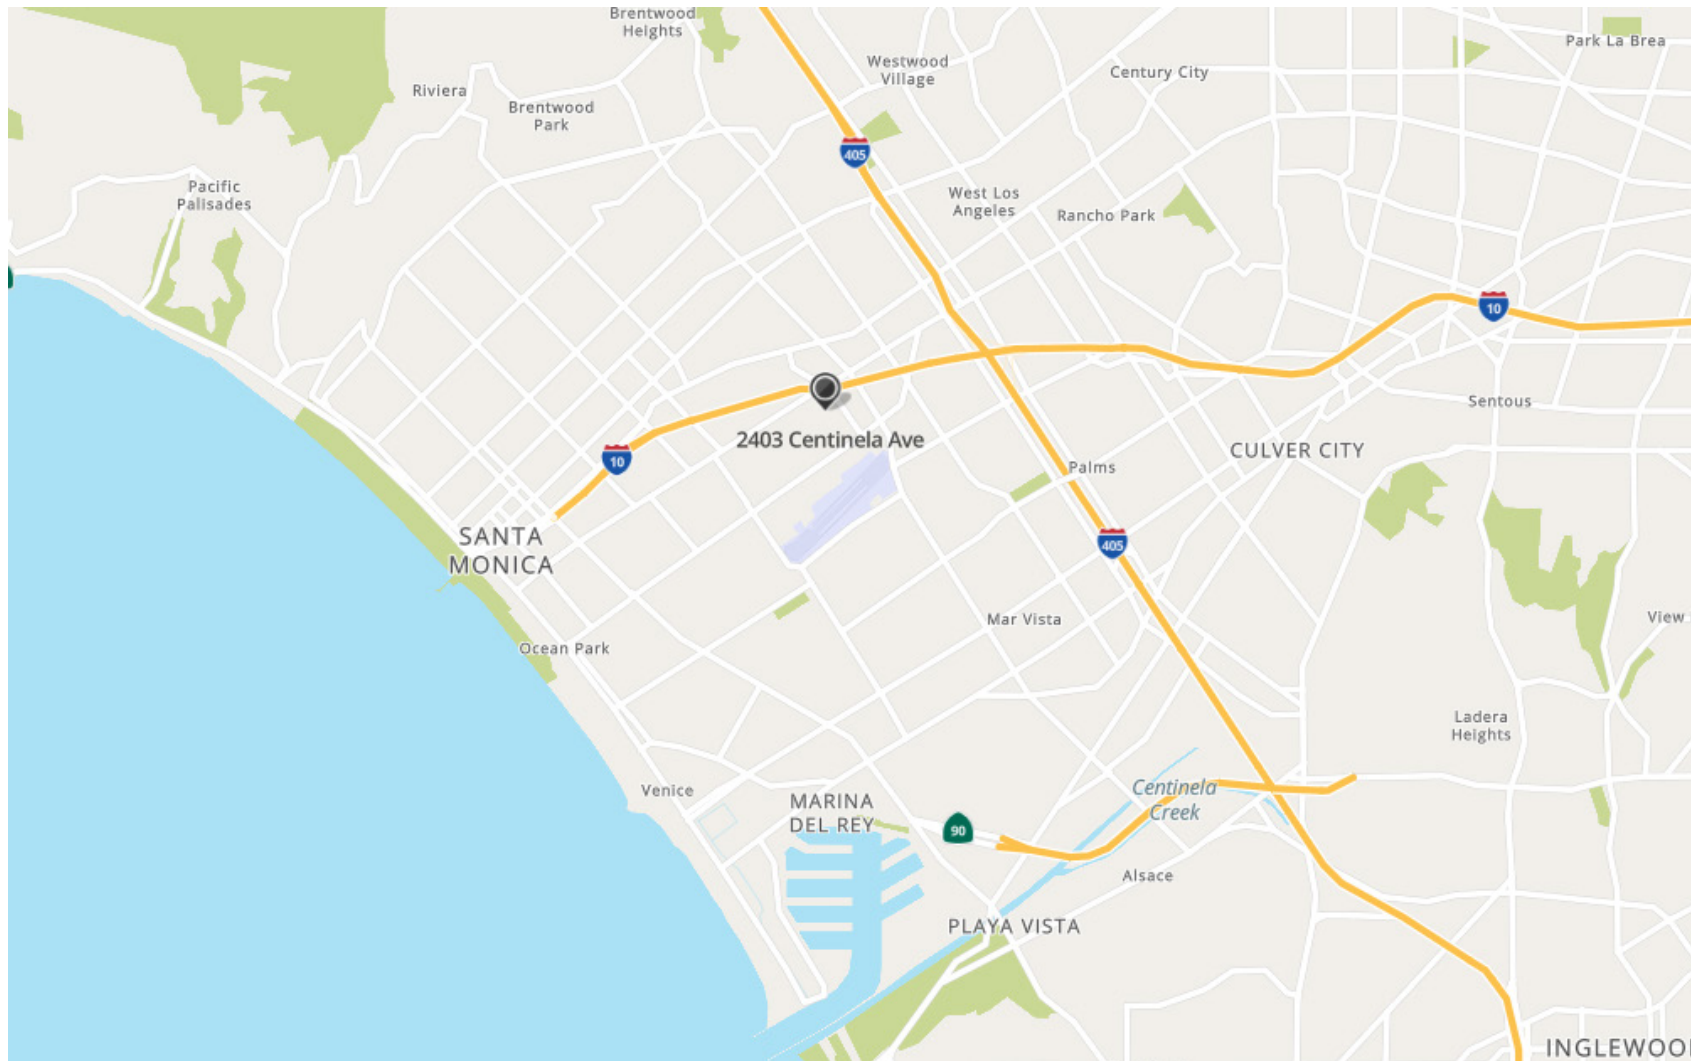 Brentwood
Heights
Park La Brea
Westwood
Village
Century City
Riviera
Brentwood
Park
405
Pacific
Palisades
West Los
Angeles
Rancho Park
10
2403 Centinela Ave
Sentous
CULVER CITY
10
Palms
SANTA
MONICA
405
Mar Vista
View
Ocean Park
Ladera
Heights
Venice
MARINA
DEL REY
Centinela
Creek
90
Alsace
PLAYA VISTA
INGLEWOO